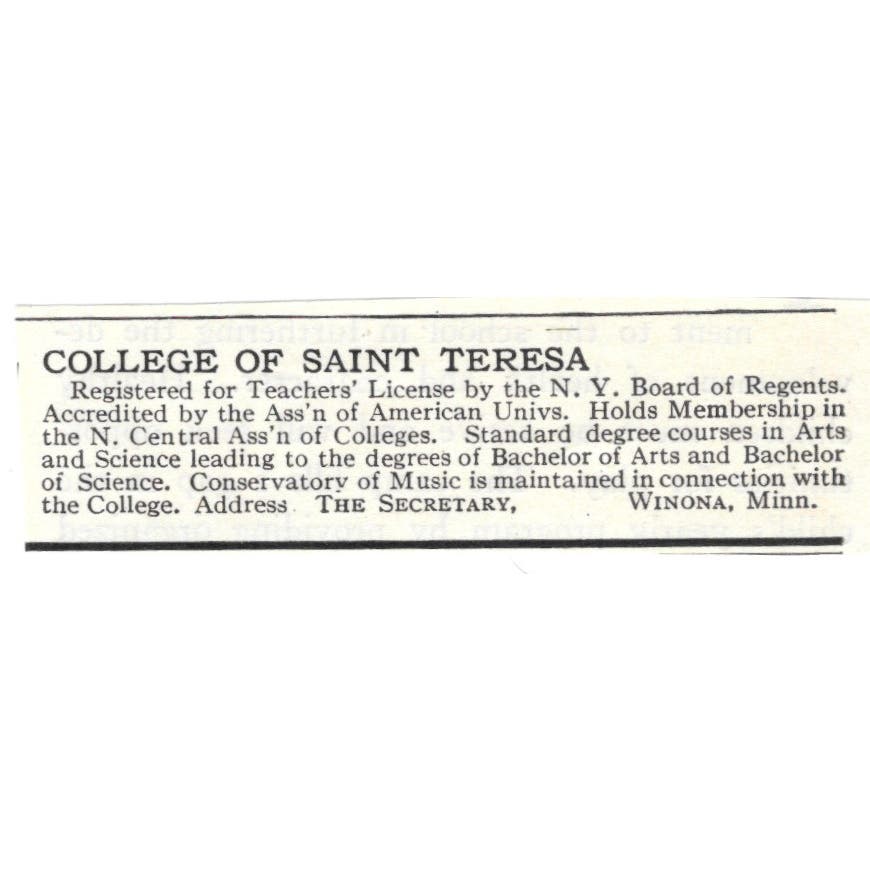 COLLEGE OF SAINT TERESA
Registered for Teachers' License by the N. Y. Board of Regents.
Accredited by the Ass'n of American Univs. Holds Membership in
the N. Central Ass'n of Colleges. Standard degree courses in Arts
and Science leading to the degrees of Bachelor of Arts and Bachelor
of Science. Conservatory of Music is maintained in connection with
the College. Address THE SECRETARY, WINONA, Minn.